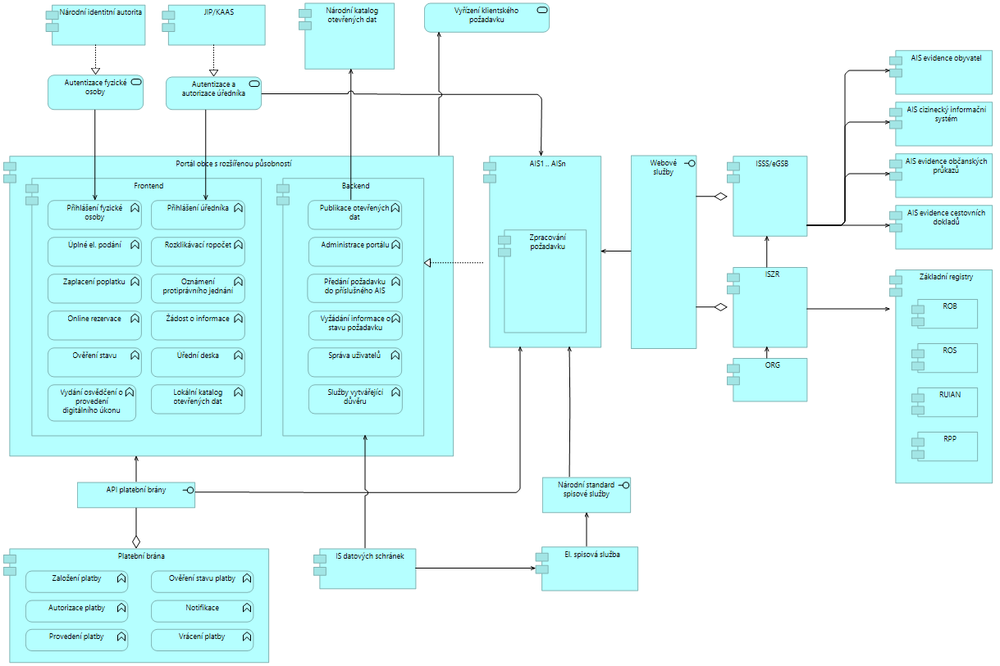 Národní identitní autorita
JIP/KAAS
Národní katalog
otevřených dat
Vyřízení klientského
požadavku
Autentizace fyzické
osoby
Autentizace a
autorizace úředníka
AIS evidence obyvatel
AIS cizinecký informační
systém
AIS evidence občanských
průkazů
AIS evidence cestovních
dokladů
Portál obce s rozšířenou působností
Frontend
Přihlášení fyzické
osoby
Přihlášení úředníka
Úplné el. podání
Rozklikávací ropočet
Zaplacení poplatku
Oznámení
protiprávního jednání
Online rezervace
Žádost o informace
Ověření stavu
Úřední deska
Vydání osvědčení o
provedení
digitálního úkonu
Lokální katalog
otevřených dat
Backend
Publikace otevřených
dat
Administrace portálu
Předání požadavku
do příslušného AIS
Vyžádání informace o
stavu požadavku
Správa uživatelů
Služby vytvářející
důvěru
AIS1 .. AISn
Zpracování
požadavku
Webové
služby
ISSS/eGSB
ISZR
ORG
Základní registry
ROB
ROS
RUIAN
RPP
API platební brány
Národní standard
spisové služby
Platební brána
Založení platby
Ověření stavu platby
Autorizace platby
Notifikace
Provedení platby
Vrácení platby
IS datových schránek
El. spisová služba